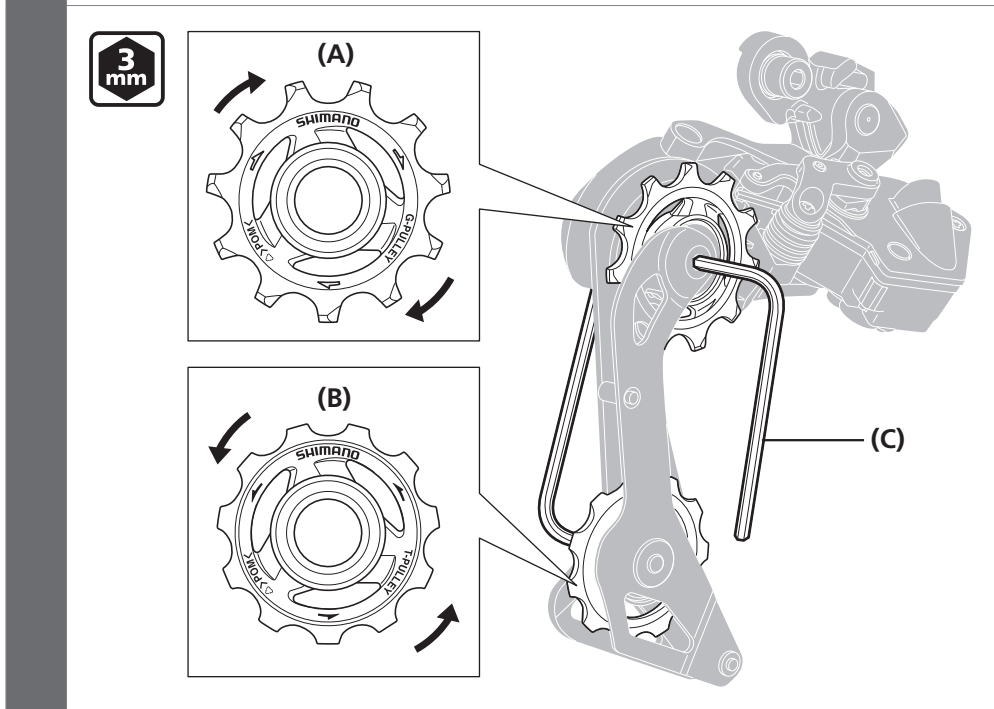 3
mm
(A)
SHIMANO
G-PULLEY
>POM<
(B)
SHIMANO
T-PULLEY
>POM<
(C)